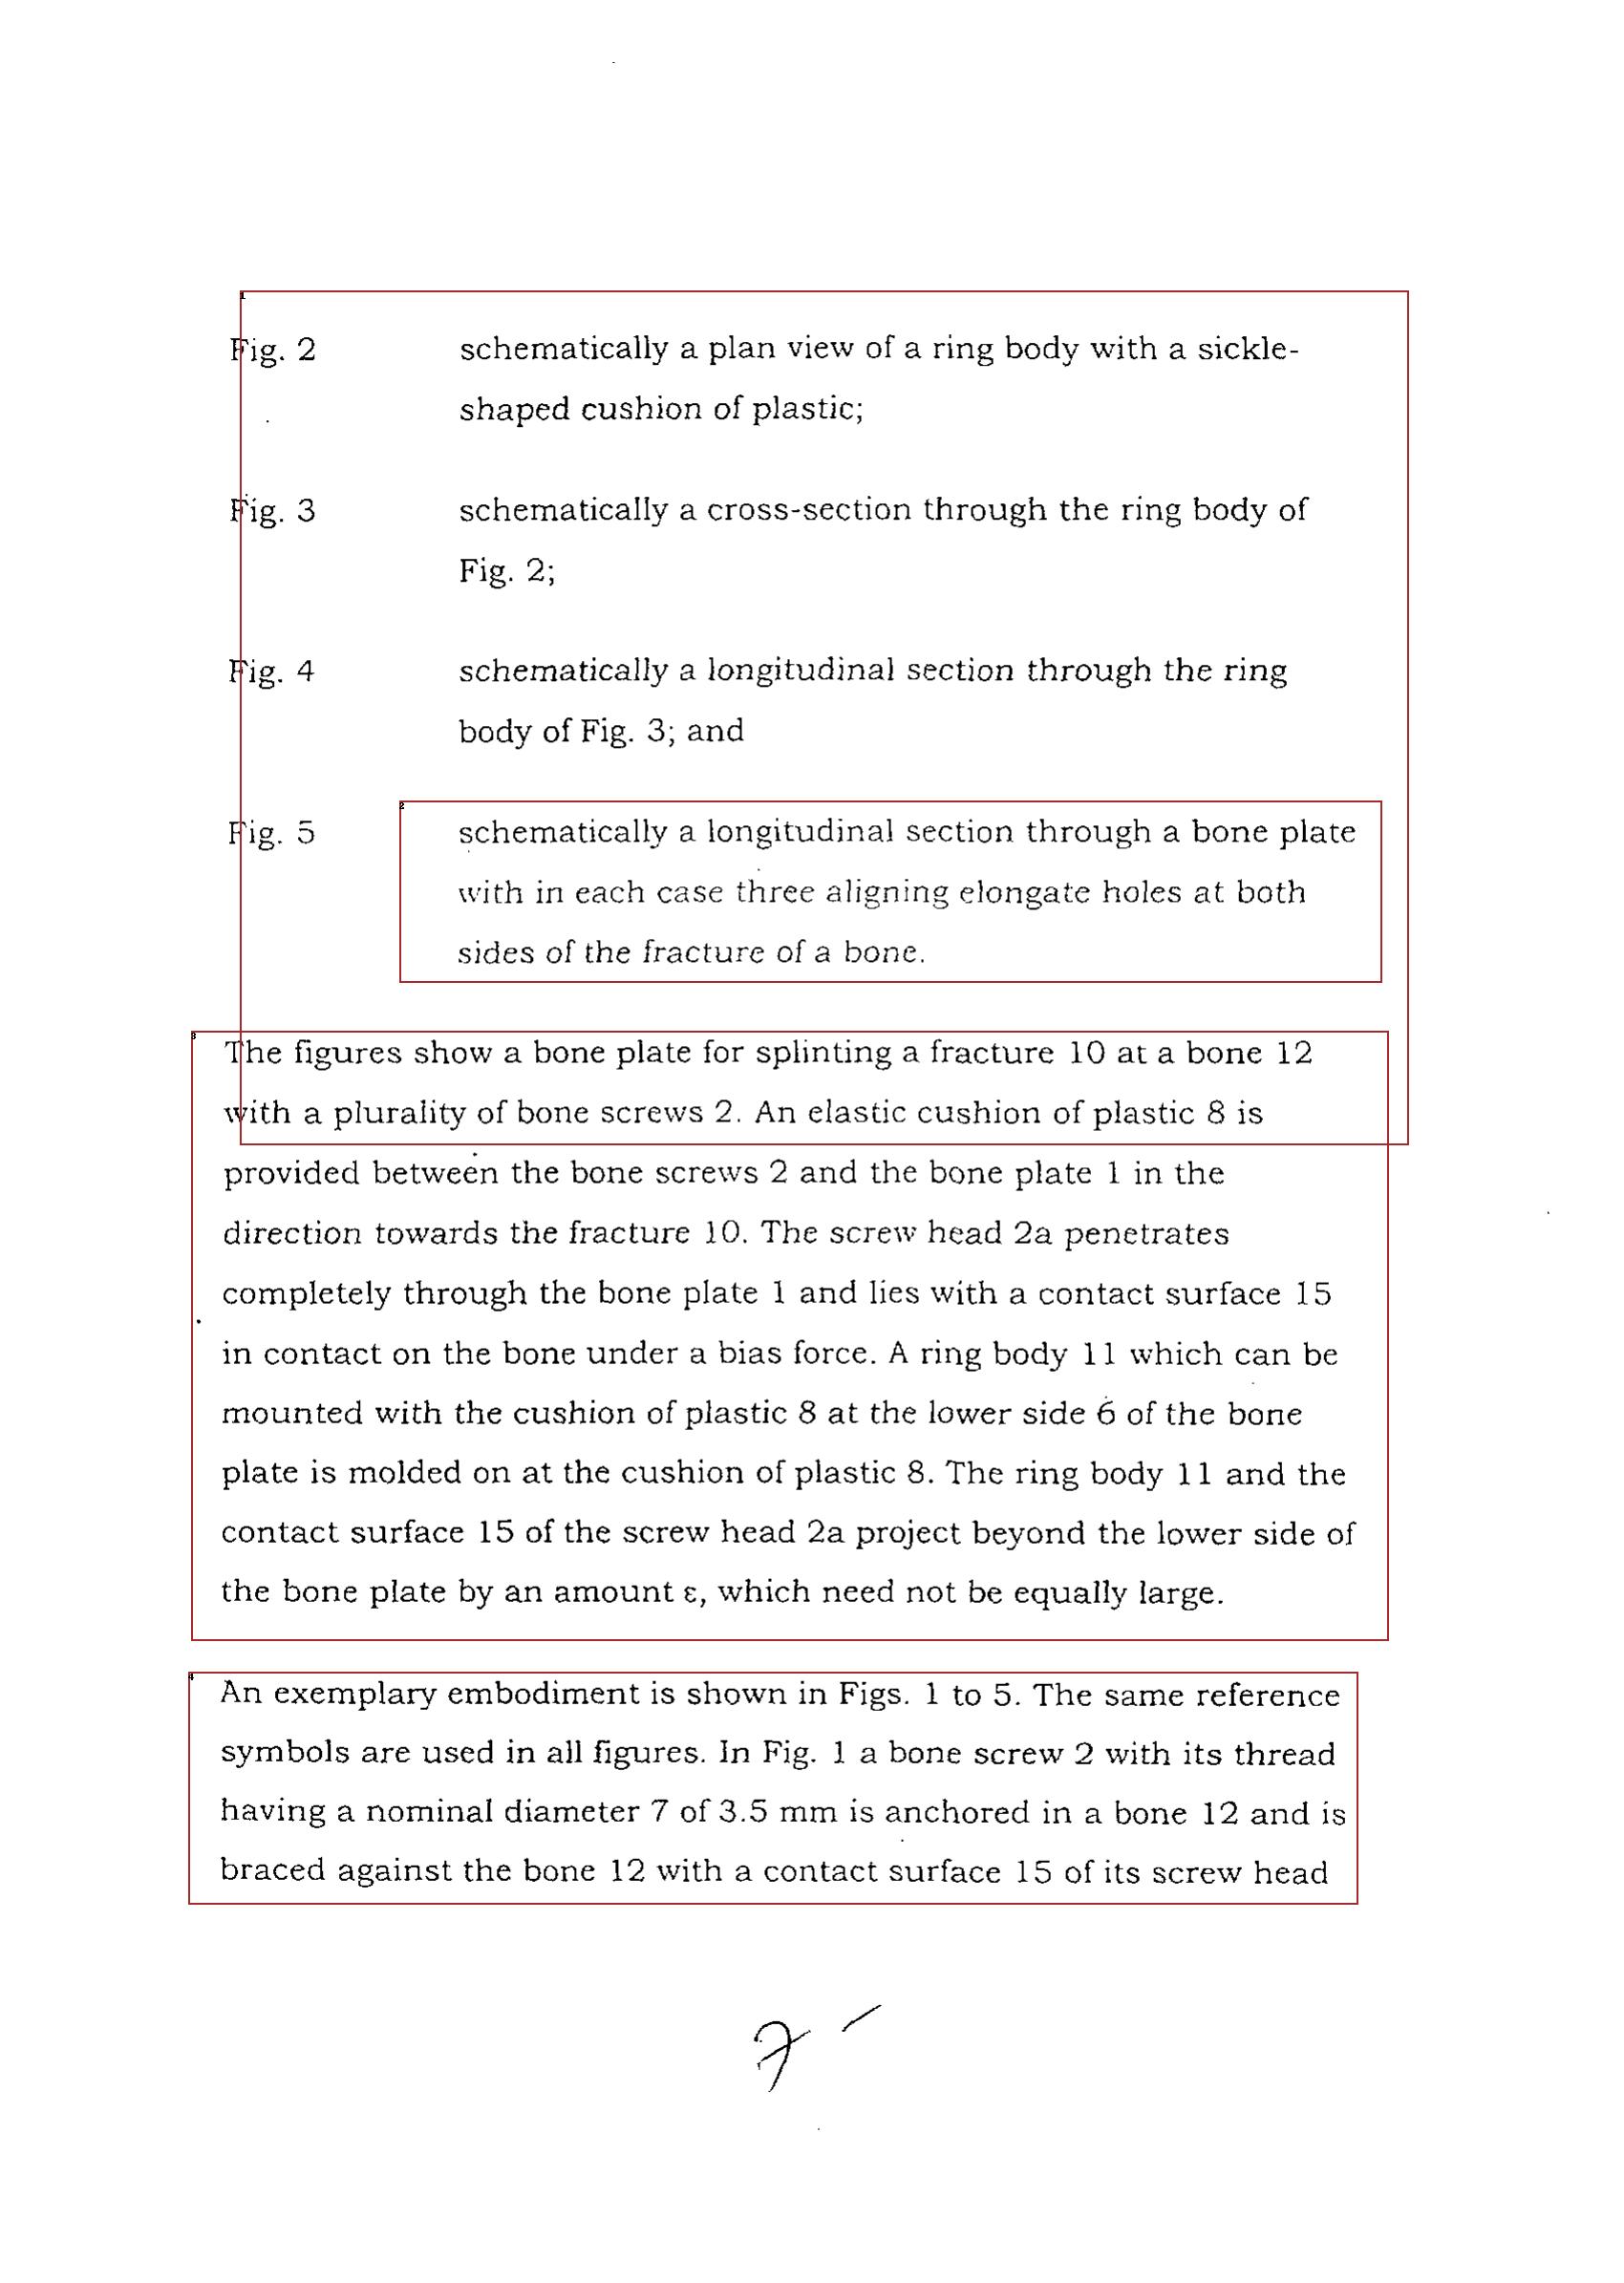 Fig. 2 schematically a plan view of a ring body with a sickle-
shaped cushion of plastic;
Fig. 3 schematically a cross-section through the ring body of
Fig. 2;
Fig. 4 schematically a longitudinal section through the ring
body of Fig. 3; and
Fig. 5 schematically a longitudinal section through a bone plate
with in each case three aligning elongate holes at both
sides of the fracture of a bone.
The figures show a bone plate for splinting a fracture 10 at a bone 12
with a plurality of bone screws 2. An elastic cushion of plastic 8 is
provided between the bone screws 2 and the bone plate 1 in the
direction towards the fracture 10. The screw head 2a penetrates
completely through the bone plate 1 and lies with a contact surface 15
in contact on the bone under a bias force. A ring body 11 which can be
mounted with the cushion of plastic 8 at the lower side 6 of the bone
plate is molded on at the cushion of plastic 8. The ring body 11 and the
contact surface 15 of the screw head 2a project beyond the lower side of
the bone plate by an amount ε, which need not be equally large.
An exemplary embodiment is shown in Figs. 1 to 5. The same reference
symbols are used in all figures. In Fig. 1 a bone screw 2 with its thread
having a nominal diameter 7 of 3.5 mm is anchored in a bone 12 and is
braced against the bone 12 with a contact surface 15 of its screw head
7